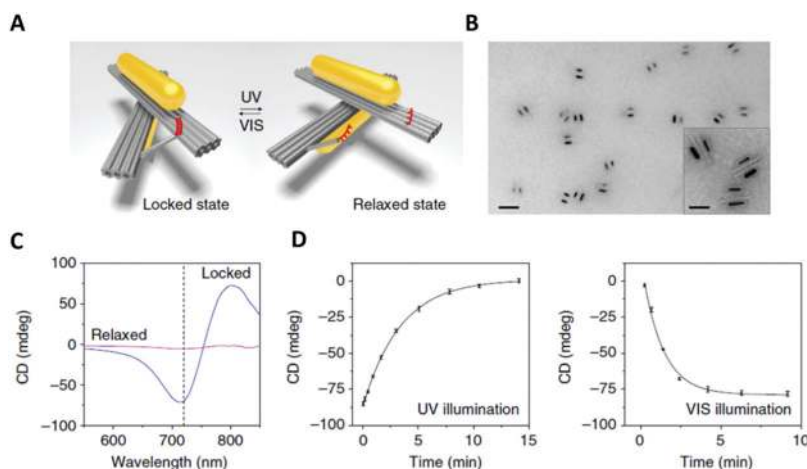 A
UV
VIS
Locked state
Relaxed state
B
C
100
50
0
−50
−100
CD (mdeg)
Locked
Relaxed
600
700
800
Wavelength (nm)
D
0
−25
−50
−75
−100
CD (mdeg)
UV illumination
0
5
10
15
Time (min)
0
−25
−50
−75
−100
CD (mdeg)
VIS illumination
0
5
10
Time (min)